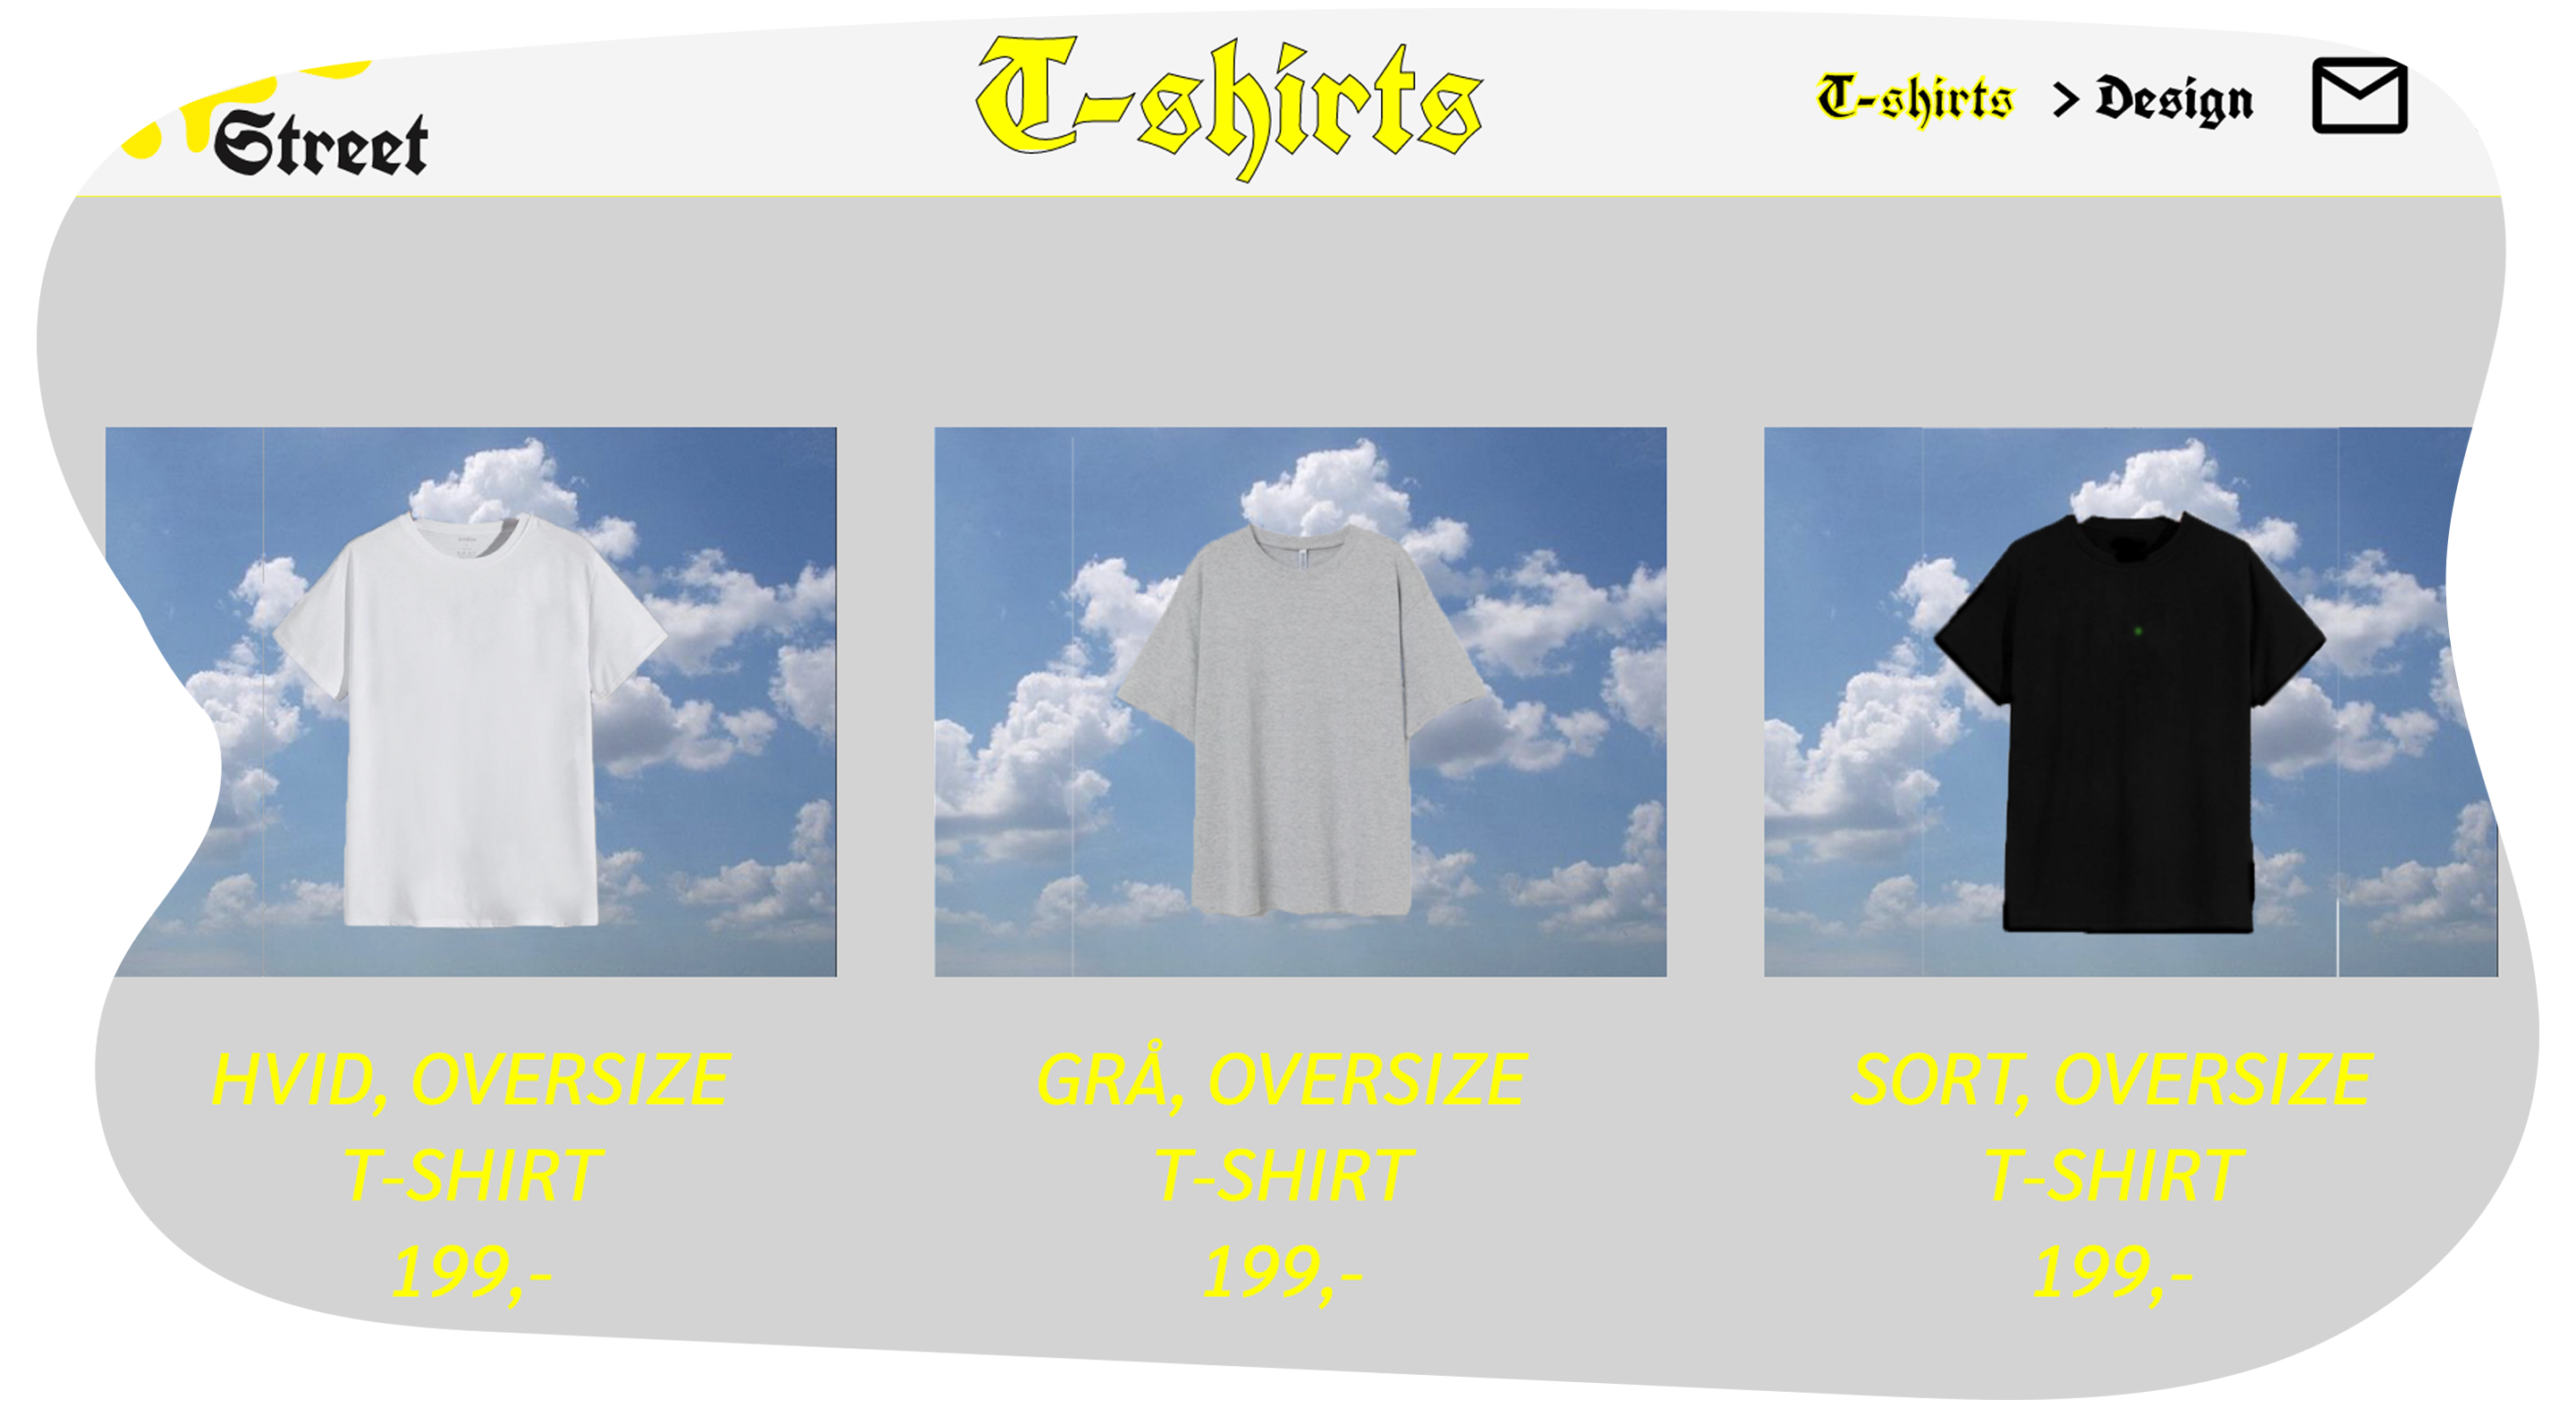 Street
T-shirts
T-shirts > Design
HVID, OVERSIZE
T-SHIRT
199,-
GRÅ, OVERSIZE
T-SHIRT
199,-
SORT, OVERSIZE
T-SHIRT
199,-